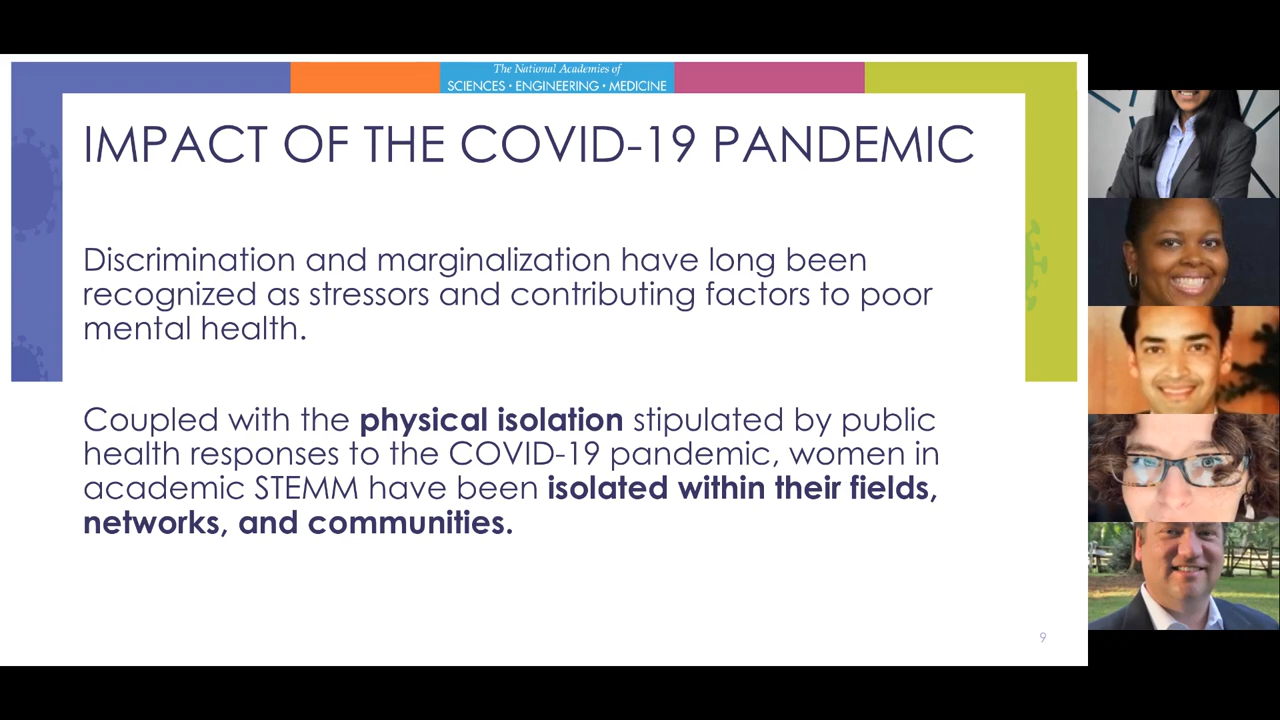 The National Academies of
SCIENCES • ENGINEERING • MEDICINE
IMPACT OF THE COVID-19 PANDEMIC
Discrimination and marginalization have long been
recognized as stressors and contributing factors to poor
mental health.
Coupled with the physical isolation stipulated by public
health responses to the COVID-19 pandemic, women in
academic STEMM have been isolated within their fields,
networks, and communities.
9